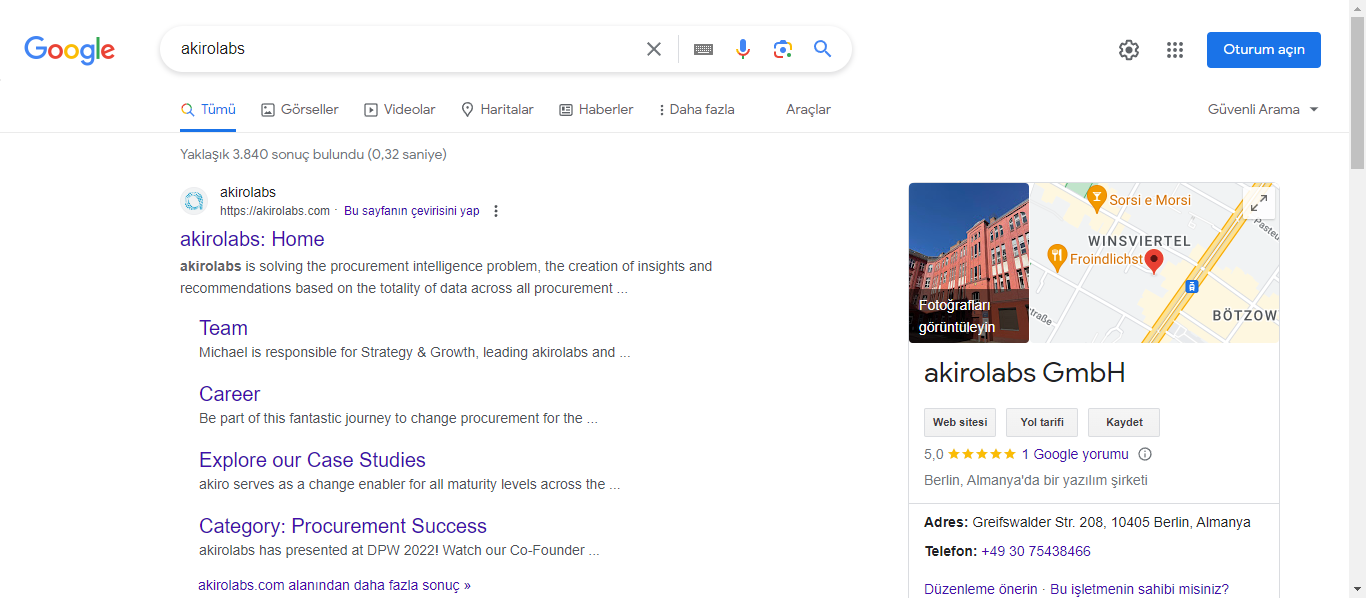 Google
akirolabs
Oturum açın
Tümü
Görseller
Videolar
Haritalar
Haberler
Daha fazla
Araçlar
Güvenli Arama
Yaklaşık 3.840 sonuç bulundu (0,32 saniye)
akirolabs
https://akirolabs.com · Bu sayfanın çevirisini yap
akirolabs: Home
akirolabs is solving the procurement intelligence problem, the creation of insights and
recommendations based on the totality of data across all procurement ...
Team
Michael is responsible for Strategy & Growth, leading akirolabs and ...
Career
Be part of this fantastic journey to change procurement for the ...
Explore our Case Studies
akiro serves as a change enabler for all maturity levels across the ...
Category: Procurement Success
akirolabs has presented at DPW 2022! Watch our Co-Founder ...
akirolabs.com alanından daha fazla sonuç »
Fotoğrafları
görüntüleyin
Sorsi e Morsi
WINSVIERTEL
Froindlichst
Pasteu
traße
BÖTZOW
akirolabs GmbH
Web sitesi
Yol tarifi
Kaydet
5,0
1 Google yorumu
Berlin, Almanya'da bir yazılım şirketi
Adres: Greifswalder Str. 208, 10405 Berlin, Almanya
Telefon: +49 30 75438466
Düzenleme önerin · Bu işletmenin sahibi misiniz?